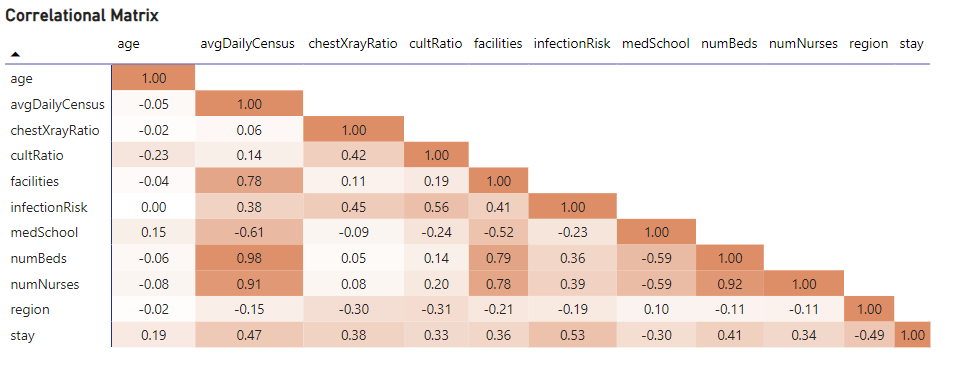 Correlational Matrix
age avgDailyCensus chestXrayRatio cultRatio facilities infectionRisk medSchool numBeds numNurses region stay
age 1.00
avgDailyCensus -0.05 1.00
chestXrayRatio -0.02 0.06 1.00
cultRatio -0.23 0.14 0.42 1.00
facilities -0.04 0.78 0.11 0.19 1.00
infectionRisk 0.00 0.38 0.45 0.56 0.41 1.00
medSchool 0.15 -0.61 -0.09 -0.24 -0.52 -0.23 1.00
numBeds -0.06 0.98 0.05 0.14 0.79 0.36 -0.59 1.00
numNurses -0.08 0.91 0.08 0.20 0.78 0.39 -0.59 0.92 1.00
region -0.02 -0.15 -0.30 -0.31 -0.21 -0.19 0.10 -0.11 -0.11 1.00
stay 0.19 0.47 0.38 0.33 0.36 0.53 -0.30 0.41 0.34 -0.49 1.00